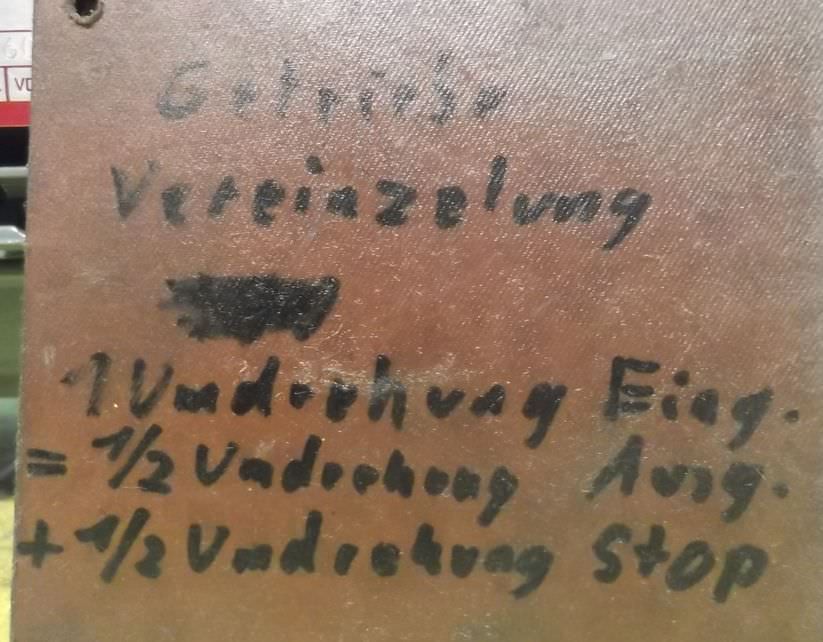 Getriebe
Vereinzelung
1 Umdrehung Eing.
= 1/2 Umdrehung Ausg.
+ 1/2 Umdrehung Stop